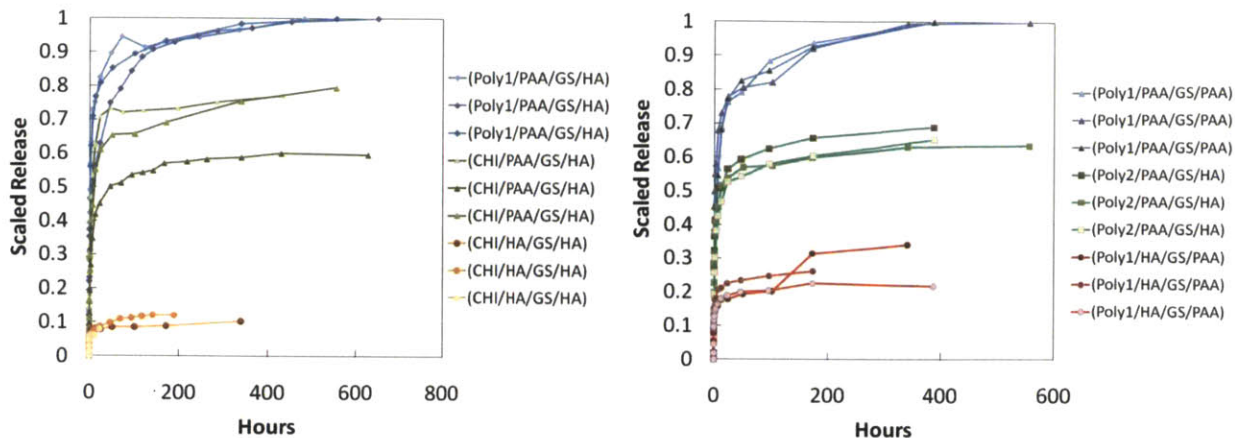 1
0.9
0.8
0.7
0.6
0.5
0.4
0.3
0.2
0.1
0
Scaled Release
0 200 400 600 800
Hours
(Poly1/PAA/GS/HA)
(Poly1/PAA/GS/HA)
(Poly1/PAA/GS/HA)
(CHI/PAA/GS/HA)
(CHI/PAA/GS/HA)
(CHI/PAA/GS/HA)
(CHI/HA/GS/HA)
(CHI/HA/GS/HA)
(CHI/HA/GS/HA)
1
0.9
0.8
0.7
0.6
0.5
0.4
0.3
0.2
0.1
0
Scaled Release
0 200 400 600
Hours
(Poly1/PAA/GS/PAA)
(Poly1/PAA/GS/PAA)
(Poly1/PAA/GS/PAA)
(Poly2/PAA/GS/HA)
(Poly2/PAA/GS/HA)
(Poly2/PAA/GS/HA)
(Poly1/HA/GS/PAA)
(Poly1/HA/GS/PAA)
(Poly1/HA/GS/PAA)